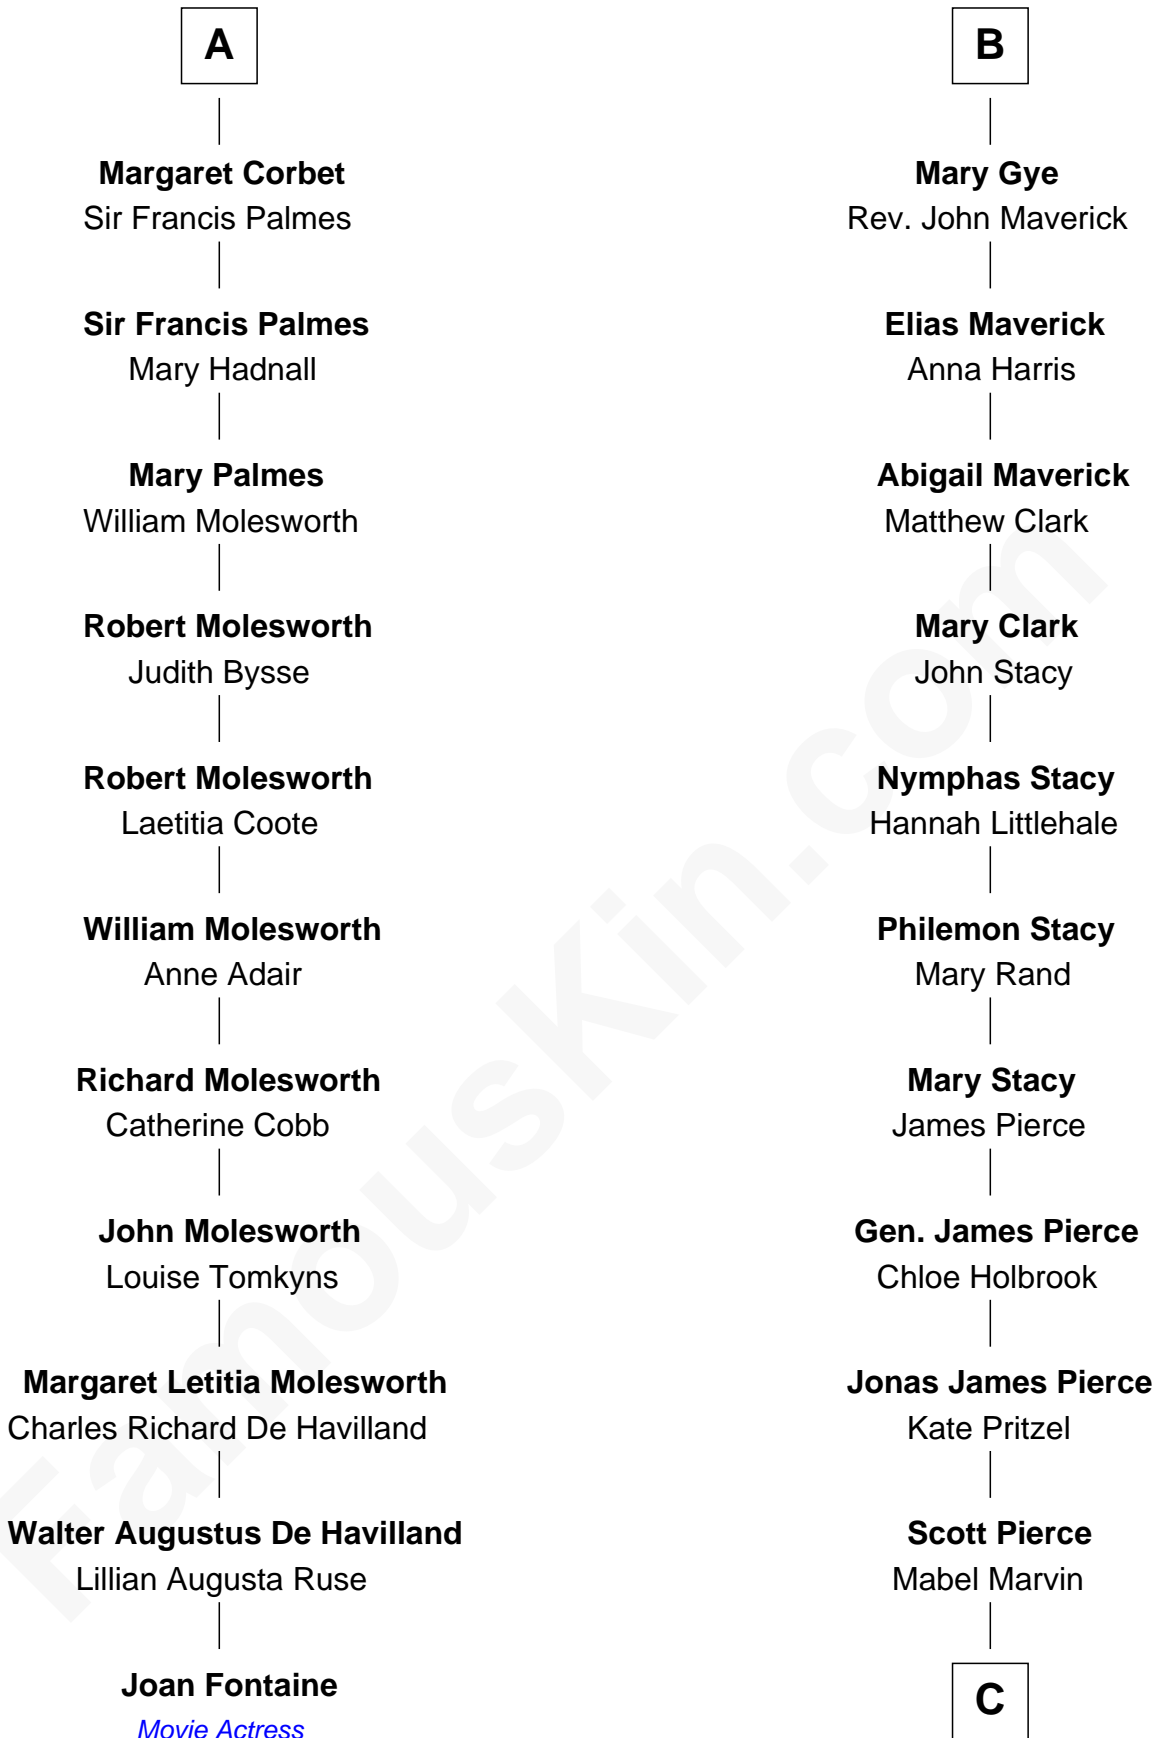 A
Margaret Corbet
Sir Francis Palmes
Sir Francis Palmes
Mary Hadnall
Mary Palmes
William Molesworth
Robert Molesworth
Judith Bysse
Robert Molesworth
Laetitia Coote
William Molesworth
Anne Adair
Richard Molesworth
Catherine Cobb
John Molesworth
Louise Tomkyns
Margaret Letitia Molesworth
Charles Richard De Havilland
Walter Augustus De Havilland
Lillian Augusta Ruse
Joan Fontaine
Movie Actress
B
Mary Gye
Rev. John Maverick
Elias Maverick
Anna Harris
Abigail Maverick
Matthew Clark
Mary Clark
John Stacy
Nymphas Stacy
Hannah Littlehale
Philemon Stacy
Mary Rand
Mary Stacy
James Pierce
Gen. James Pierce
Chloe Holbrook
Jonas James Pierce
Kate Pritzel
Scott Pierce
Mabel Marvin
C
FamousKin.com